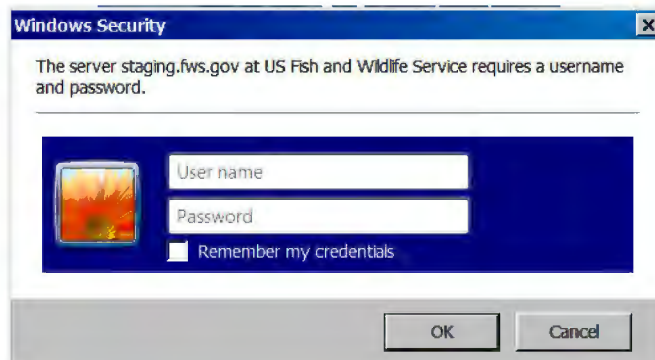 Windows Security
The server staging.fws.gov at US Fish and Wildlife Service requires a username
and password.
User name
Password
Remember my credentials
OK
Cancel